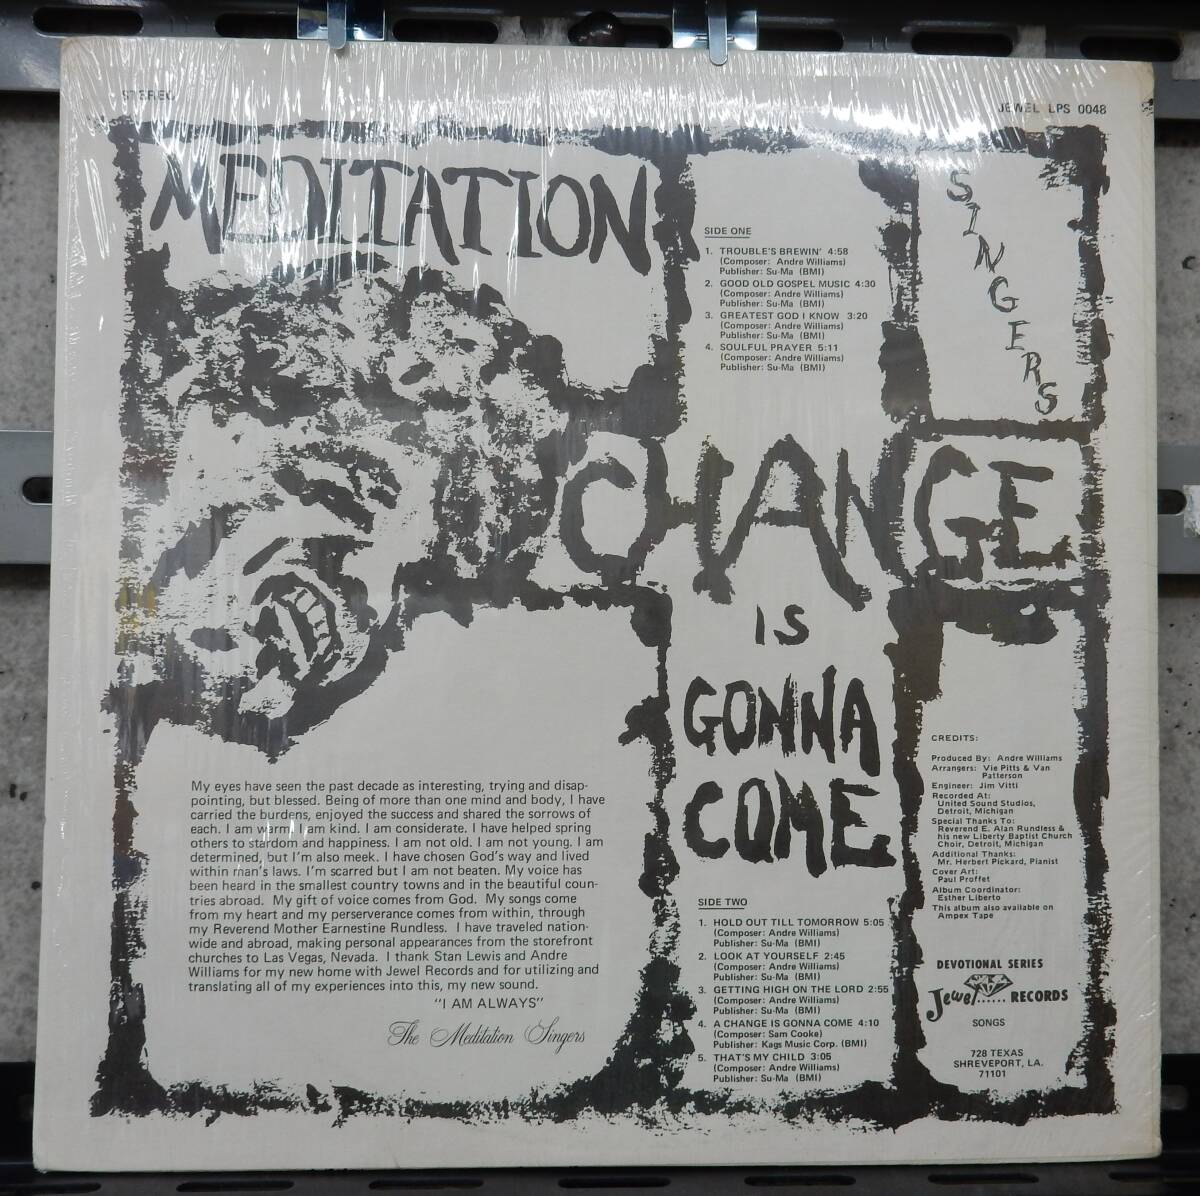 STEREO
JEWEL LPS 0048
MEDITATION
SINGERS
SIDE ONE
1. TROUBLE'S BREWIN' 4:58
(Composer: Andre Williams)
Publisher: Su-Ma (BMI)
2. GOOD OLD GOSPEL MUSIC 4:30
(Composer: Andre Williams)
Publisher: Su-Ma (BMI)
3. GREATEST GOD I KNOW 3:20
(Composer: Andre Williams)
Publisher: Su-Ma (BMI)
4. SOULFUL PRAYER 5:11
(Composer: Andre Williams)
Publisher: Su-Ma (BMI)
CHANGE
IS
GONNA
COME
My eyes have seen the past decade as interesting, trying and disap-
pointing, but blessed. Being of more than one mind and body, I have
carried the burdens, enjoyed the success and shared the sorrows of
each. I am warm. I am kind. I am considerate. I have helped spring
others to stardom and happiness. I am not old. I am not young. I am
determined, but I'm also meek. I have chosen God's way and lived
within man's laws. I'm scarred but I am not beaten. My voice has
been heard in the smallest country towns and in the beautiful coun-
tries abroad. My gift of voice comes from God. My songs come
from my heart and my perserverance comes from within, through
my Reverend Mother Earnestine Rundless. I have traveled nation-
wide and abroad, making personal appearances from the storefront
churches to Las Vegas, Nevada. I thank Stan Lewis and Andre
Williams for my new home with Jewel Records and for utilizing and
translating all of my experiences into this, my new sound.
"I AM ALWAYS"
The Meditation Singers
SIDE TWO
1. HOLD OUT TILL TOMORROW 5:05
(Composer: Andre Williams)
Publisher: Su-Ma (BMI)
2. LOOK AT YOURSELF 2:45
(Composer: Andre Williams)
Publisher: Su-Ma (BMI)
3. GETTING HIGH ON THE LORD 2:55
(Composer: Andre Williams)
Publisher: Su-Ma (BMI)
4. A CHANGE IS GONNA COME 4:10
(Composer: Sam Cooke)
Publisher: Kags Music Corp. (BMI)
5. THAT'S MY CHILD 3:05
(Composer: Andre Williams)
Publisher: Su-Ma (BMI)
CREDITS:
Produced By: Andre Williams
Arrangers: Vie Pitts & Van
Patterson
Engineer: Jim Vitti
Recorded At:
United Sound Studios,
Detroit, Michigan
Special Thanks To:
Reverend E. Alan Rundless &
his new Liberty Baptist Church
Choir, Detroit, Michigan
Additional Thanks:
Mr. Herbert Pickard, Pianist
Cover Art:
Paul Proffet
Album Coordinator:
Esther Liberto
This album also available on
Ampex Tape
DEVOTIONAL SERIES
Jewel...... RECORDS
SONGS
728 TEXAS
SHREVEPORT, LA.
71101